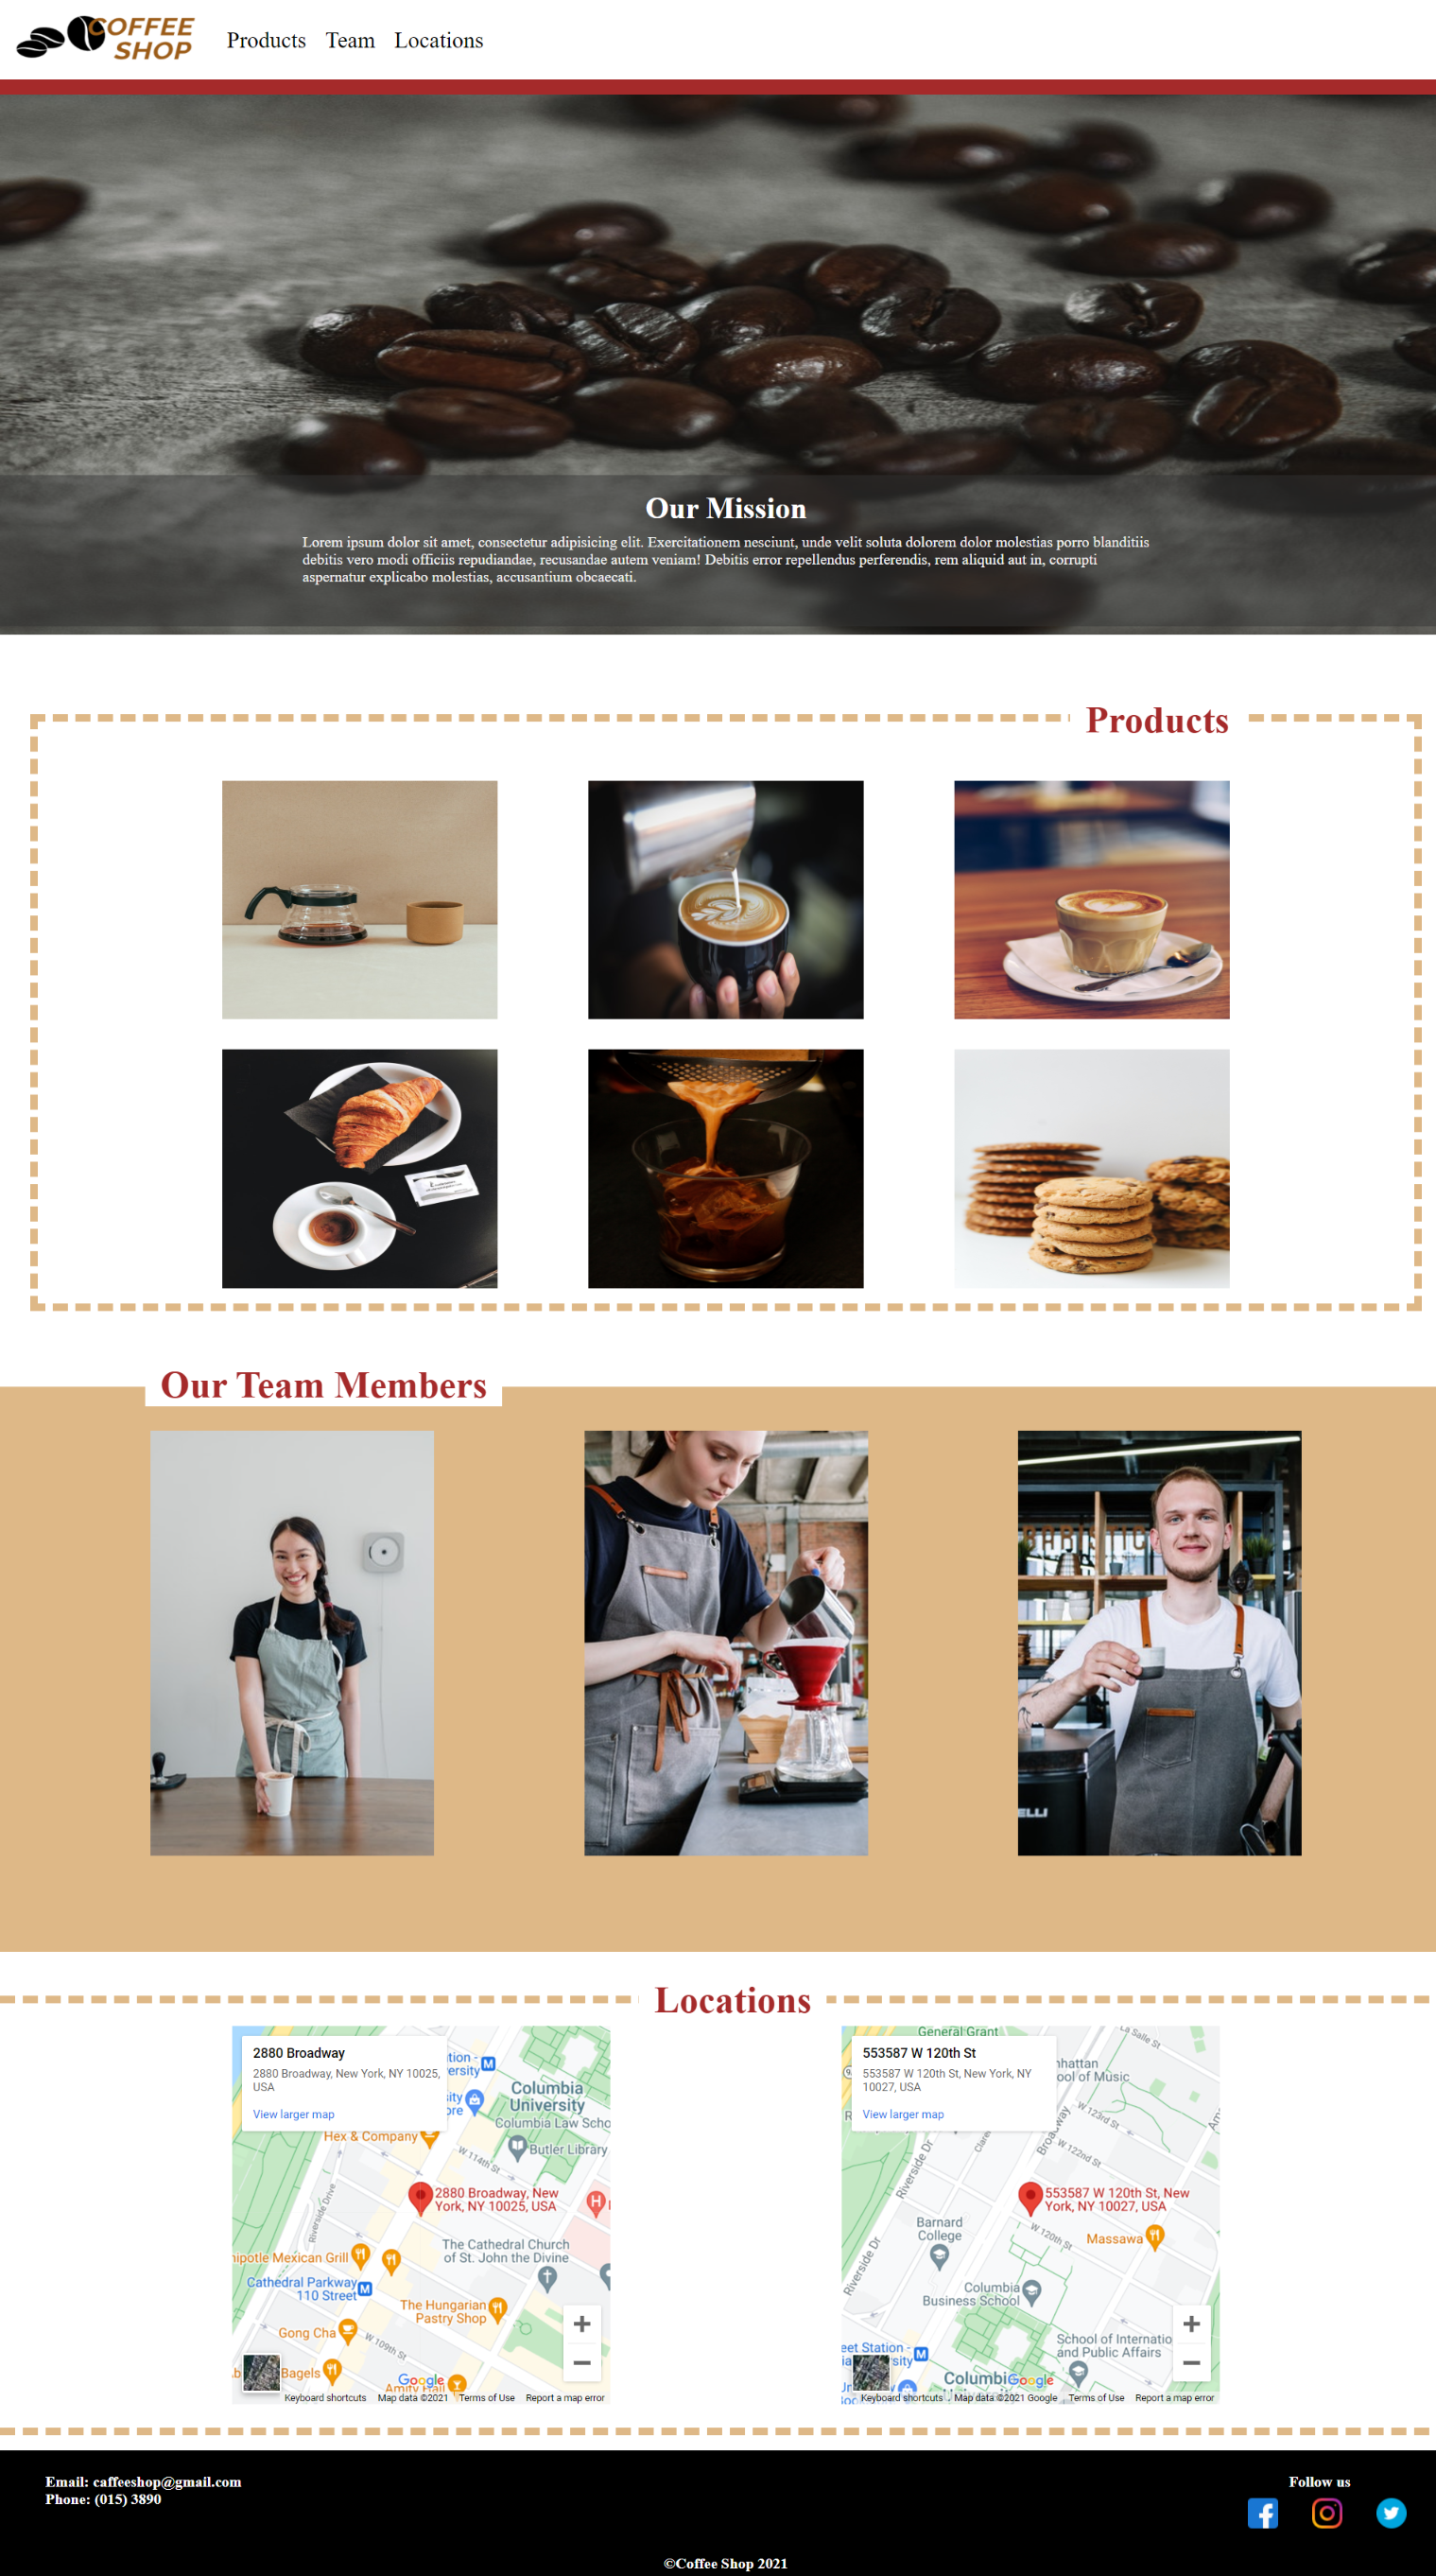 COFFEE
SHOP
Products Team Locations
Our Mission
Lorem ipsum dolor sit amet, consectetur adipisicing elit. Exercitationem nesciunt, unde velit soluta dolorem dolor molestias porro blanditiis
debitis vero modi officiis repudiandae, recusandae autem veniam! Debitis error repellendus perferendis, rem aliquid aut in, corrupti
aspernatur explicabo molestias, accusantium obcaecati.
Products
Our Team Members
ELLI
Locations
2880 Broadway
2880 Broadway, New York, NY 10025,
USA
View larger map
Columbia
University
Columbia Law Scho
Hex & Company
Butler Library
W 114th St
2880 Broadway, New
York, NY 10025, USA
Riverside Drive
The Cathedral Church
of St. John the Divine
hipotle Mexican Grill
Cathedral Parkway
110 Street
The Hungarian
Pastry Shop
Gong Cha
W 109th St
Bagels
Amity Hall
Google
Keyboard shortcuts Map data ©2021 Terms of Use Report a map error
General Grant
La Salle St
553587 W 120th St
553587 W 120th St, New York, NY
10027, USA
View larger map
nhattan
ool of Music
W 123rd St
Broadway
W 122nd St
Clare
Riverside Dr
553587 W 120th St, New
York, NY 10027, USA
Barnard
College
W 120th St
Massawa
Riverside Dr
Columbia
Business School
School of Internatio
and Public Affairs
eet Station -
sity
Columbi
Google
Keyboard shortcuts Map data ©2021 Google Terms of Use Report a map error
Email: caffeeshop@gmail.com
Phone: (015) 3890
Follow us
©Coffee Shop 2021